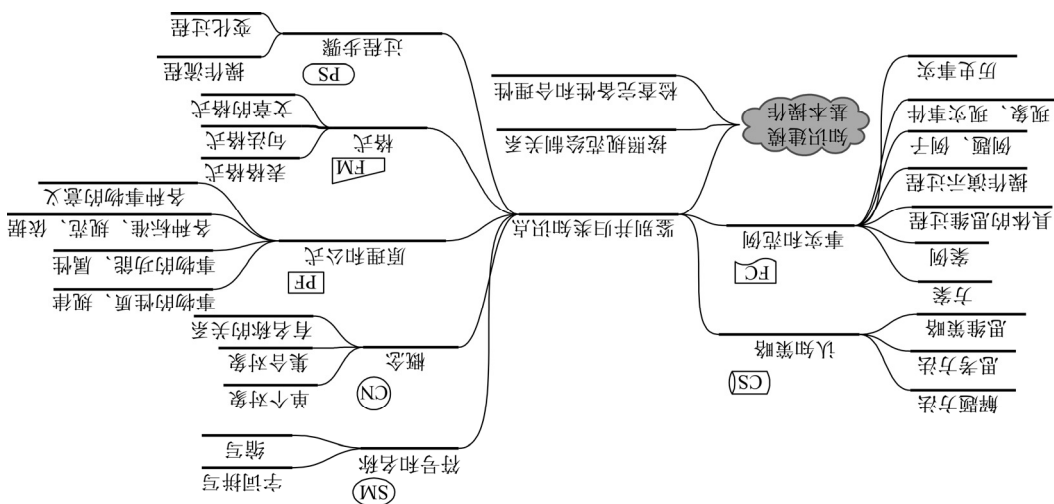 知识建模
基本操作
鉴别并归类知识点
SM
符号和名称
字词拼写
缩写
CN
概念
单个对象
集合对象
有名称的关系
PF
原理和公式
事物的性质、规律
事物的功能、属性
各种标准、规范、依据
各种事物的意义
FM
格式
表格格式
句法格式
文章的格式
PS
过程步骤
操作流程
变化过程
CS
认知策略
解题方法
思考方法
思维策略
FC
事实和范例
方案
案例
具体的思维过程
操作演示过程
例题、例子
现象、现实事件
历史事实
按照规范绘制关系
检查完备性和合理性